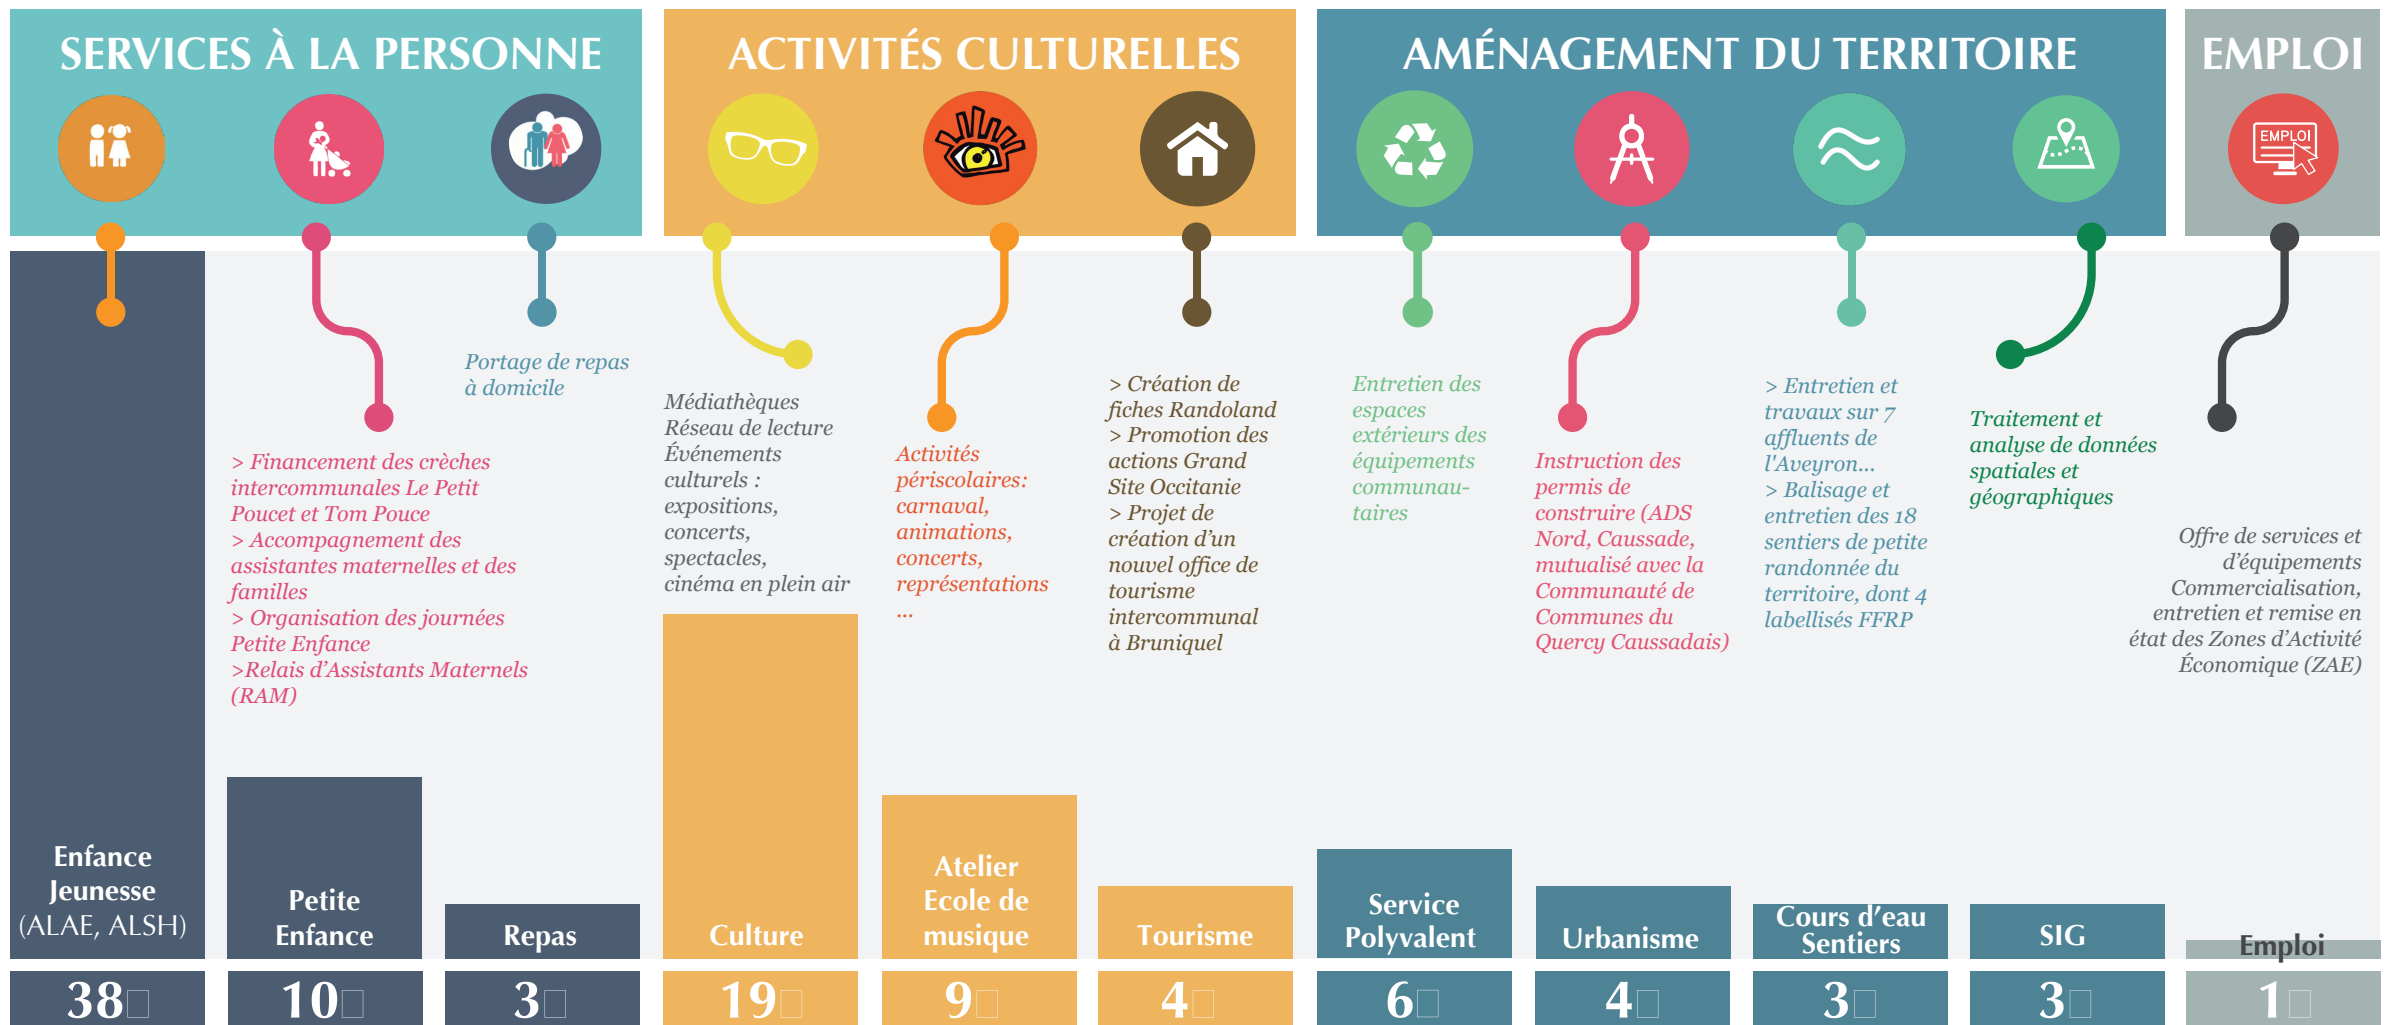 SERVICES À LA PERSONNE
ACTIVITÉS CULTURELLES
AMÉNAGEMENT DU TERRITOIRE
EMPLOI
EMPLOI
> Financement des crèches
intercommunales Le Petit
Poucet et Tom Pouce
> Accompagnement des
assistantes maternelles et des
familles
> Organisation des journées
Petite Enfance
>Relais d’Assistants Maternels
(RAM)
Portage de repas
à domicile
Médiathèques
Réseau de lecture
Événements
culturels :
expositions,
concerts,
spectacles,
cinéma en plein air
Activités
périscolaires:
carnaval,
animations,
concerts,
représentations
...
> Création de
fiches Randoland
> Promotion des
actions Grand
Site Occitanie
> Projet de
création d’un
nouvel office de
tourisme
intercommunal
à Bruniquel
Entretien des
espaces
extérieurs des
équipements
communau-
taires
Instruction des
permis de
construire (ADS
Nord, Caussade,
mutualisé avec la
Communauté de
Communes du
Quercy Caussadais)
> Entretien et
travaux sur 7
affluents de
l'Aveyron...
> Balisage et
entretien des 18
sentiers de petite
randonnée du
territoire, dont 4
labellisés FFRP
Traitement et
analyse de données
spatiales et
géographiques
Offre de services et
d’équipements
Commercialisation,
entretien et remise en
état des Zones d’Activité
Économique (ZAE)
Enfance
Jeunesse
(ALAE, ALSH)
Petite
Enfance
Repas
Culture
Atelier
Ecole de
musique
Tourisme
Service
Polyvalent
Urbanisme
Cours d’eau
Sentiers
SIG
Emploi
38
10
3
19
9
4
6
4
3
3
1